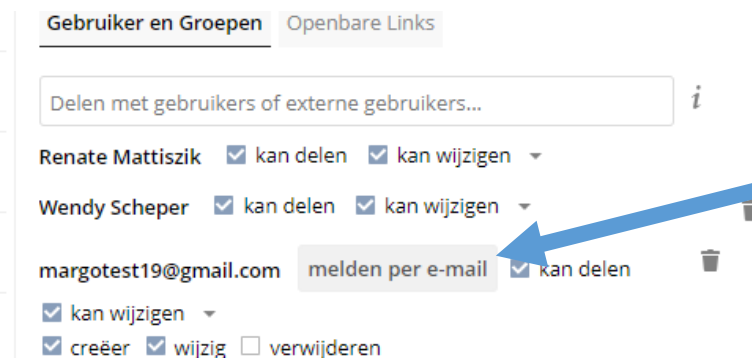 Gebruiker en Groepen Openbare Links
Delen met gebruikers of externe gebruikers...
i
Renate Mattiszik kan delen kan wijzigen
Wendy Scheper kan delen kan wijzigen
margotest19@gmail.com melden per e-mail kan delen
kan wijzigen
creëer wijzig verwijderen